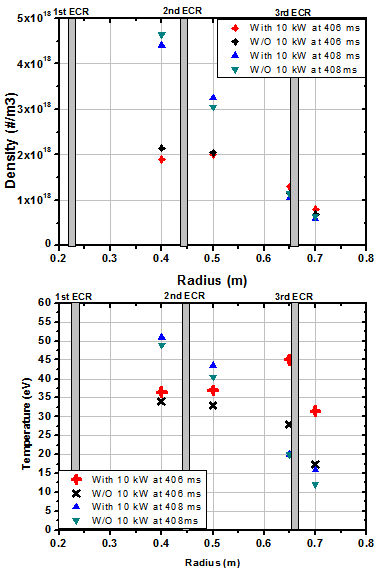 1st ECR 2nd ECR 3rd ECR
5x10^18
4x10^18
3x10^18
2x10^18
1x10^18
0
Density (#/m3)
With 10 kW at 406 ms
W/O 10 kW at 406 ms
With 10 kW at 408 ms
W/O 10 kW at 408ms
0.2 0.3 0.4 0.5 0.6 0.7 0.8
Radius (m)
1st ECR 2nd ECR 3rd ECR
60
55
50
45
40
35
30
25
20
15
10
5
0
Temperature (eV)
With 10 kW at 406 ms
W/O 10 kW at 406 ms
With 10 kW at 408 ms
W/O 10 kW at 408ms
0.2 0.3 0.4 0.5 0.6 0.7 0.8
Radius (m)